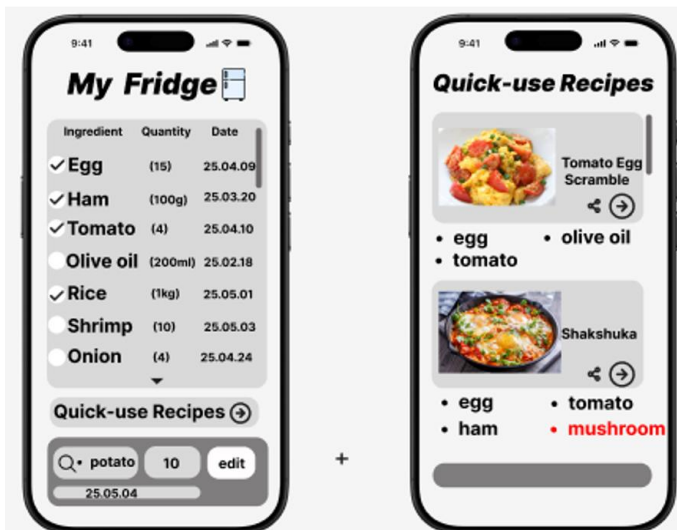 9:41
My Fridge
Ingredient Quantity Date
Egg (15) 25.04.09
Ham (100g) 25.03.20
Tomato (4) 25.04.10
Olive oil (200ml) 25.02.18
Rice (1kg) 25.05.01
Shrimp (10) 25.05.03
Onion (4) 25.04.24
Quick-use Recipes
• potato 10 edit
25.05.04
+
9:41
Quick-use Recipes
Tomato Egg
Scramble
• egg • olive oil
• tomato
Shakshuka
• egg • tomato
• ham • mushroom